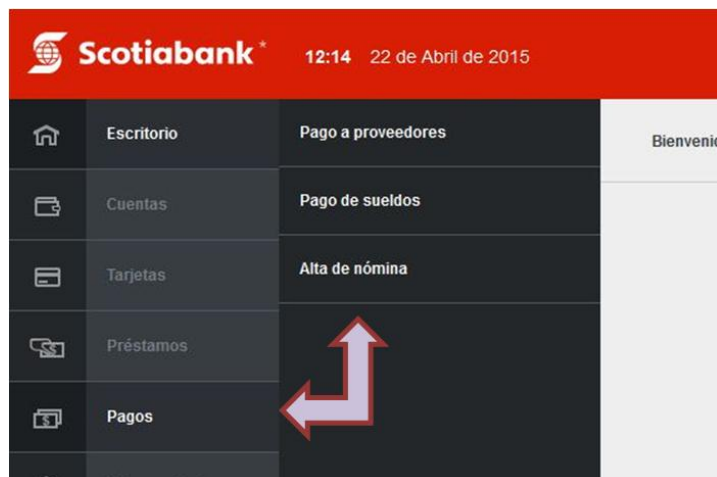 Scotiabank* 12:14 22 de Abril de 2015
Escritorio
Cuentas
Tarjetas
Préstamos
Pagos
Pago a proveedores
Pago de sueldos
Alta de nómina